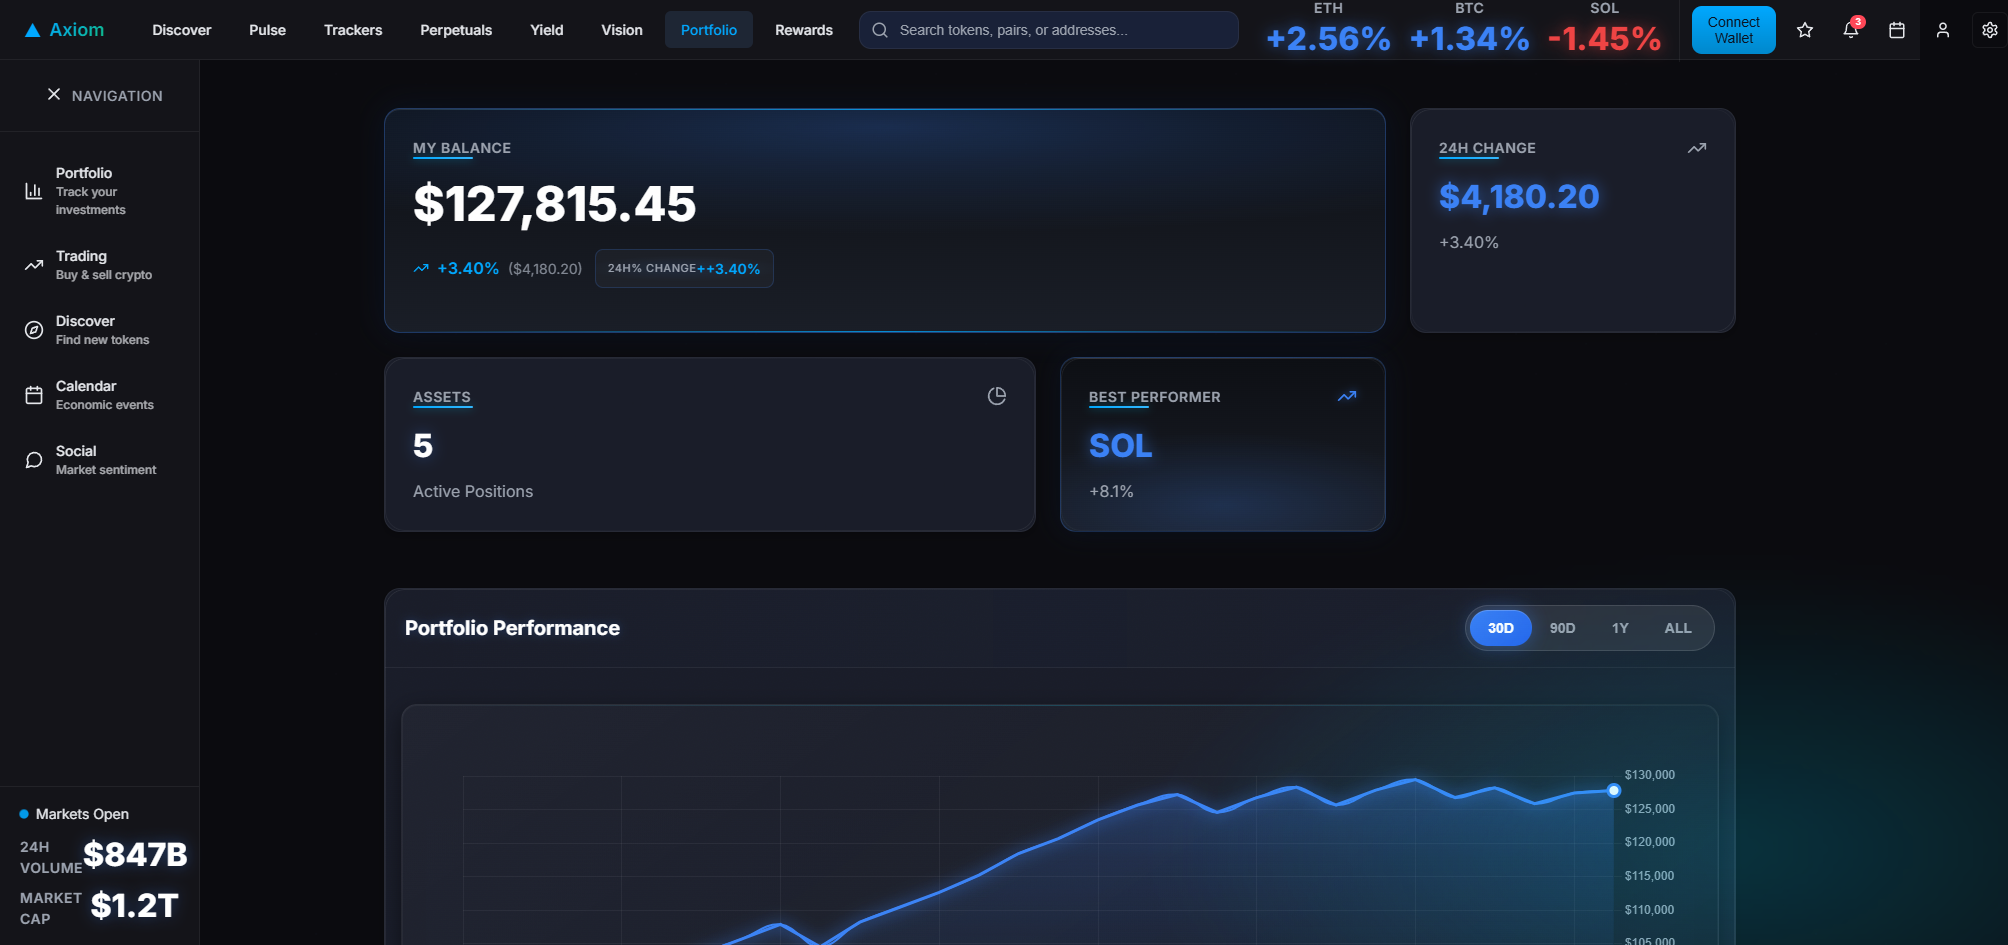 Axiom
Discover
Pulse
Trackers
Perpetuals
Yield
Vision
Portfolio
Rewards
Search tokens, pairs, or addresses...
ETH
+2.56%
BTC
+1.34%
SOL
-1.45%
Connect
Wallet
3
NAVIGATION
Portfolio
Track your
investments
Trading
Buy & sell crypto
Discover
Find new tokens
Calendar
Economic events
Social
Market sentiment
Markets Open
24H
VOLUME
$847B
MARKET
CAP
$1.2T
MY BALANCE
$127,815.45
+3.40% ($4,180.20)
24H% CHANGE++3.40%
24H CHANGE
$4,180.20
+3.40%
ASSETS
5
Active Positions
BEST PERFORMER
SOL
+8.1%
Portfolio Performance
30D
90D
1Y
ALL
$130,000
$125,000
$120,000
$115,000
$110,000
$105,000